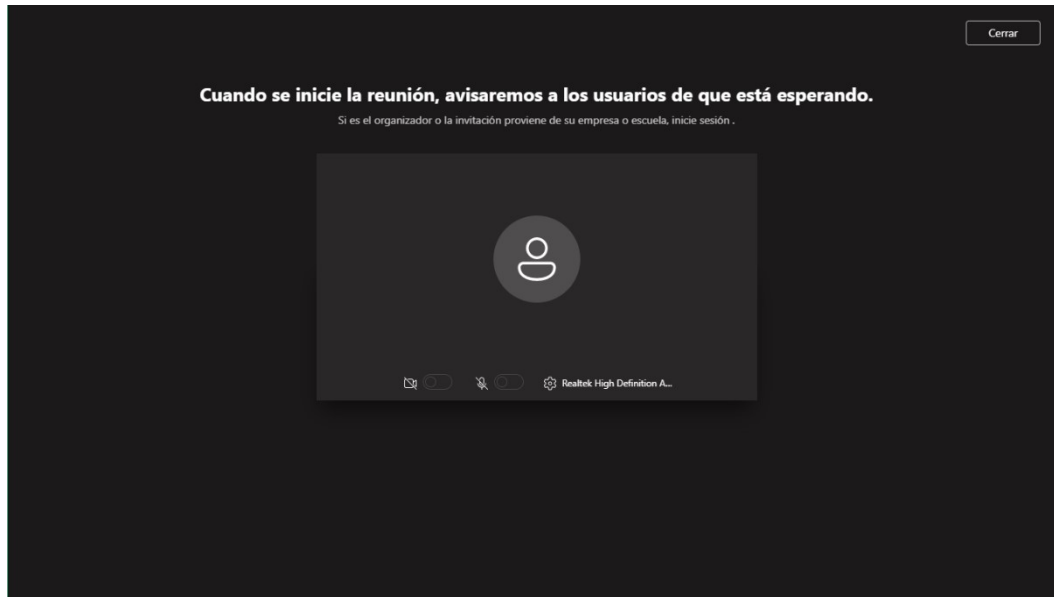 Cerrar
Cuando se inicie la reunión, avisaremos a los usuarios de que está esperando.
Si es el organizador o la invitación proviene de su empresa o escuela, inicie sesión .
Realtek High Definition A...